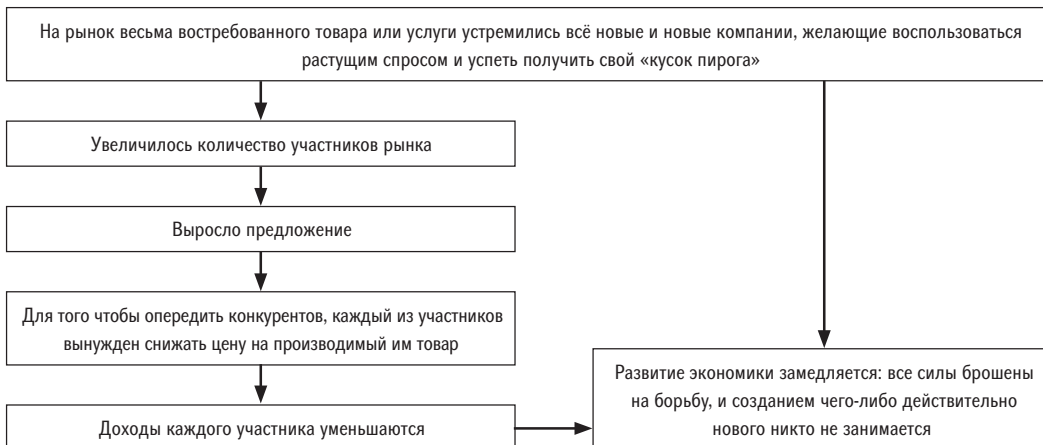 На рынок весьма востребованного товара или услуги устремились всё новые и новые компании, желающие воспользоваться
растущим спросом и успеть получить свой «кусок пирога»
Увеличилось количество участников рынка
Выросло предложение
Для того чтобы опередить конкурентов, каждый из участников
вынужден снижать цену на производимый им товар
Доходы каждого участника уменьшаются
Развитие экономики замедляется: все силы брошены
на борьбу, и созданием чего-либо действительно
нового никто не занимается